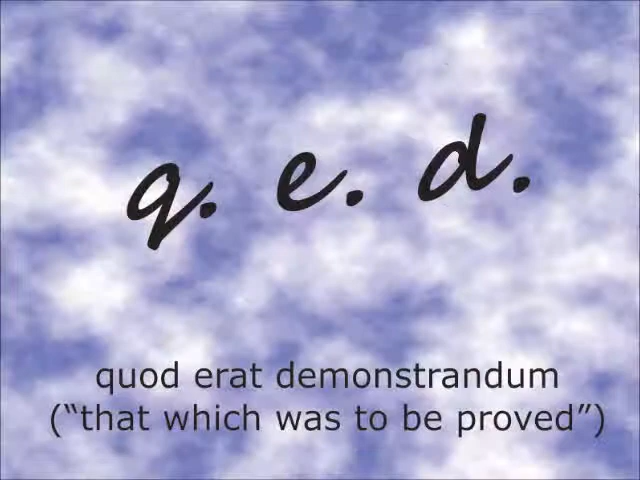 q. e. d.
quod erat demonstrandum
(“that which was to be proved”)